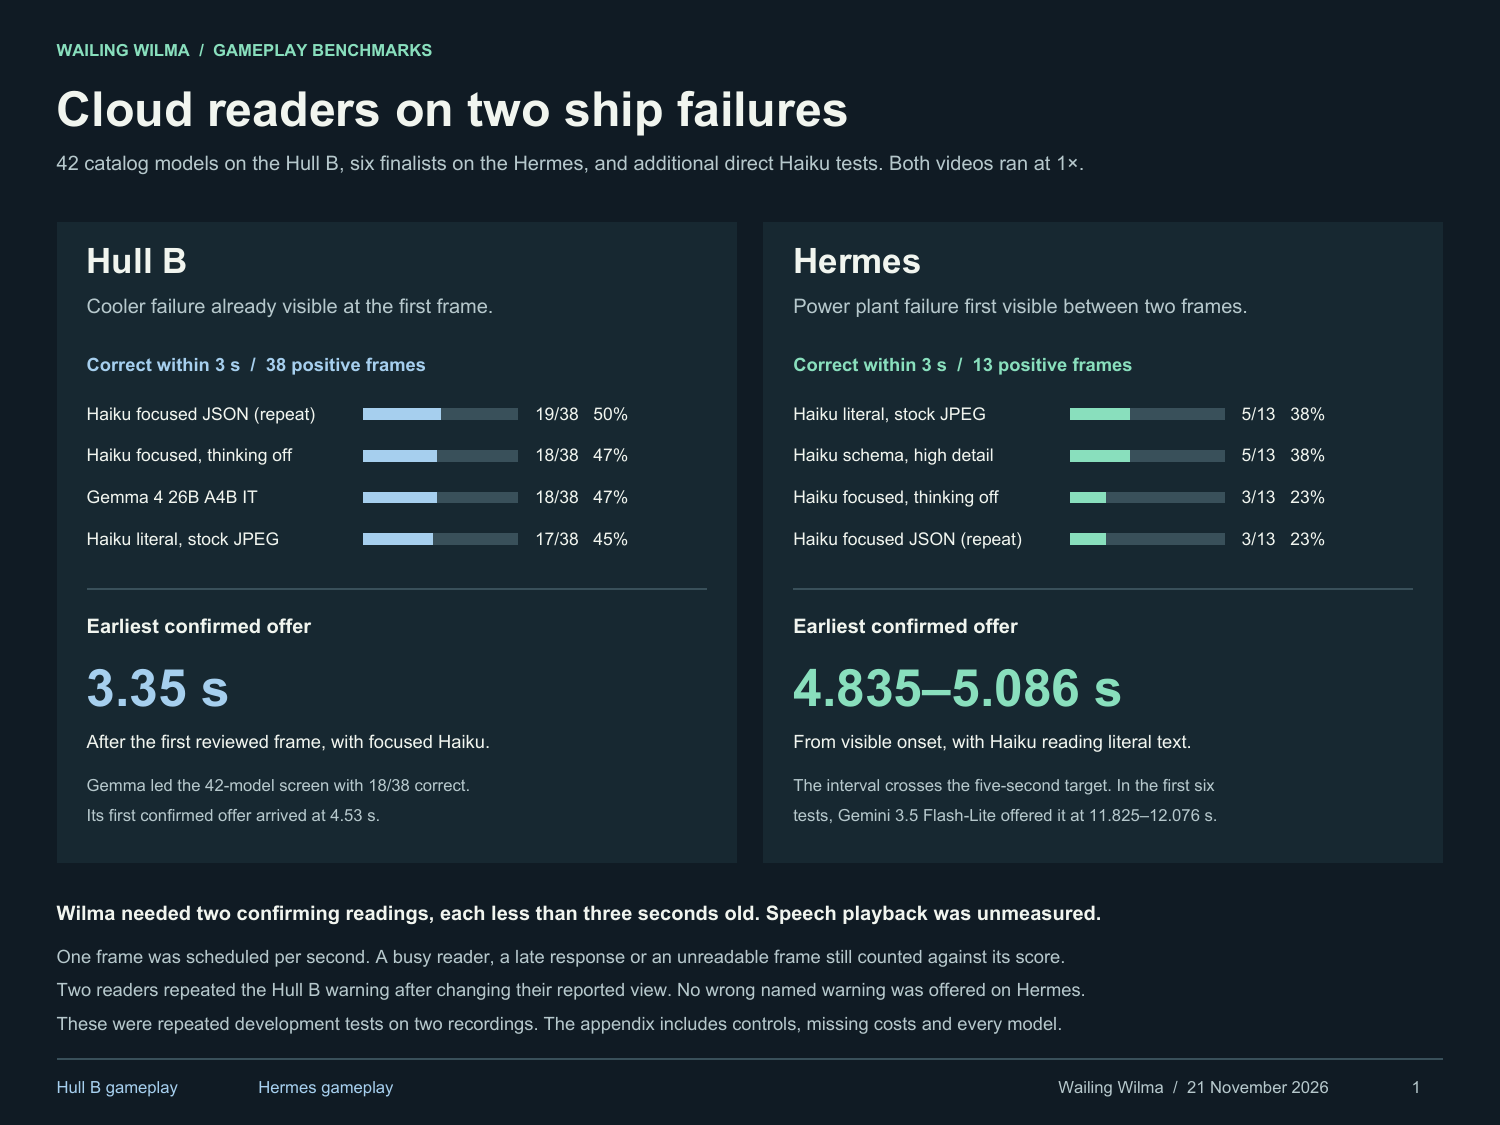 WAILING WILMA / GAMEPLAY BENCHMARKS
Cloud readers on two ship failures
42 catalog models on the Hull B, six finalists on the Hermes, and additional direct Haiku tests. Both videos ran at 1×.
Hull B
Cooler failure already visible at the first frame.
Correct within 3 s / 38 positive frames
Haiku focused JSON (repeat) 19/38 50%
Haiku focused, thinking off 18/38 47%
Gemma 4 26B A4B IT 18/38 47%
Haiku literal, stock JPEG 17/38 45%
Earliest confirmed offer
3.35 s
After the first reviewed frame, with focused Haiku.
Gemma led the 42-model screen with 18/38 correct.
Its first confirmed offer arrived at 4.53 s.
Hermes
Power plant failure first visible between two frames.
Correct within 3 s / 13 positive frames
Haiku literal, stock JPEG 5/13 38%
Haiku schema, high detail 5/13 38%
Haiku focused, thinking off 3/13 23%
Haiku focused JSON (repeat) 3/13 23%
Earliest confirmed offer
4.835–5.086 s
From visible onset, with Haiku reading literal text.
The interval crosses the five-second target. In the first six
tests, Gemini 3.5 Flash-Lite offered it at 11.825–12.076 s.
Wilma needed two confirming readings, each less than three seconds old. Speech playback was unmeasured.
One frame was scheduled per second. A busy reader, a late response or an unreadable frame still counted against its score.
Two readers repeated the Hull B warning after changing their reported view. No wrong named warning was offered on Hermes.
These were repeated development tests on two recordings. The appendix includes controls, missing costs and every model.
Hull B gameplay Hermes gameplay Wailing Wilma / 21 November 2026 1